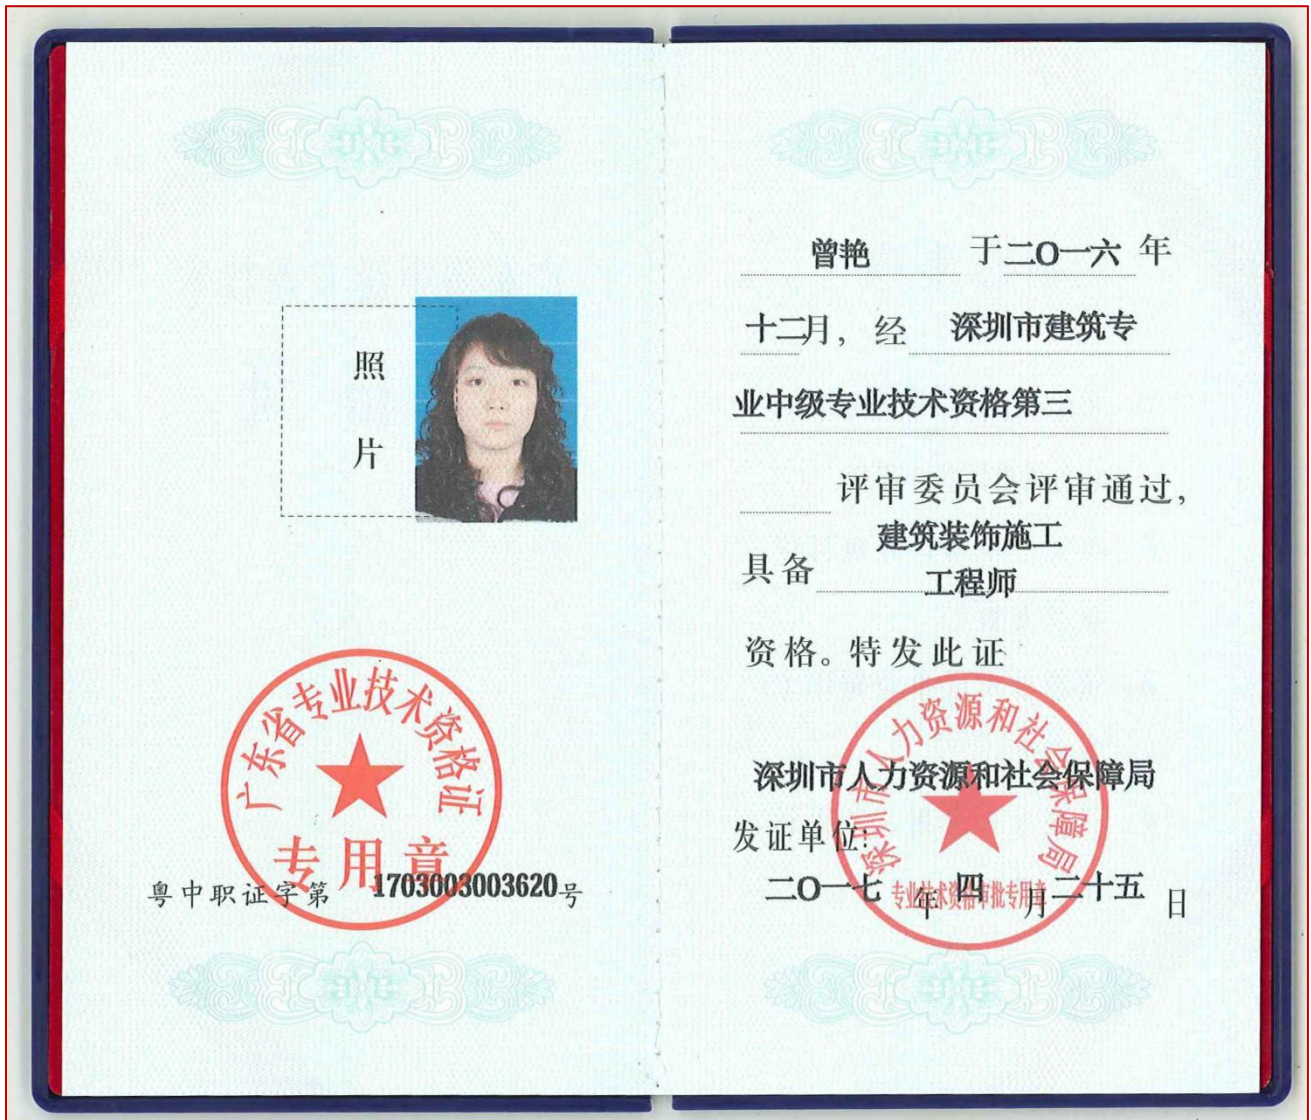 照
片
广东省专业技术资格证
专用章
粤中职证字第 1703003003620号
曾艳 于二〇一六 年
十二月，经 深圳市建筑专
业中级专业技术资格第三
评审委员会评审通过，
建筑装饰施工
具备 工程师
资格。特发此证
深圳市人力资源和社会保障局
深圳市人力资源和社会保障局
发证单位：
二〇一七 年 四 月 二十五 日
专业技术资格审批专用章